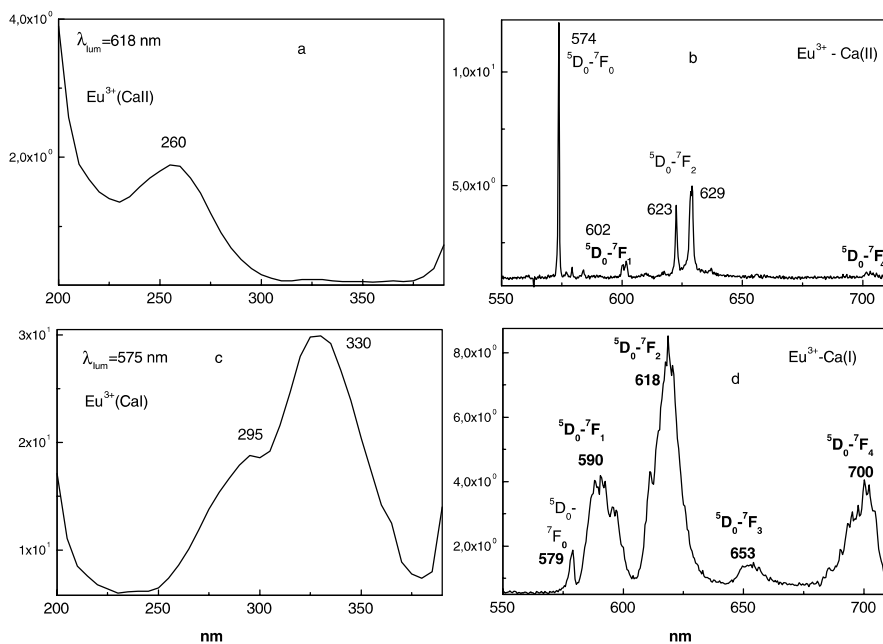 4,0x10⁰
λlum=618 nm
a
Eu³⁺(CaII)
260
2,0x10⁰
200 250 300 350
574
⁵D₀-⁷F₀
b
Eu³⁺ - Ca(II)
1,0x10¹
⁵D₀-⁷F₂
629
623
5,0x10⁰
602
⁵D₀-⁷F₁
⁵D₀-⁷F₄
550 600 650 700
3x10¹
λlum=575 nm
c
330
Eu³⁺(CaI)
295
2x10¹
1x10¹
200 250 300 350
nm
8,0x10⁰
⁵D₀-⁷F₂
618
d
Eu³⁺-Ca(I)
6,0x10⁰
⁵D₀-⁷F₁
590
⁵D₀-⁷F₄
700
4,0x10⁰
⁵D₀-
⁷F₀
579
⁵D₀-⁷F₃
653
2,0x10⁰
550 600 650 700
nm